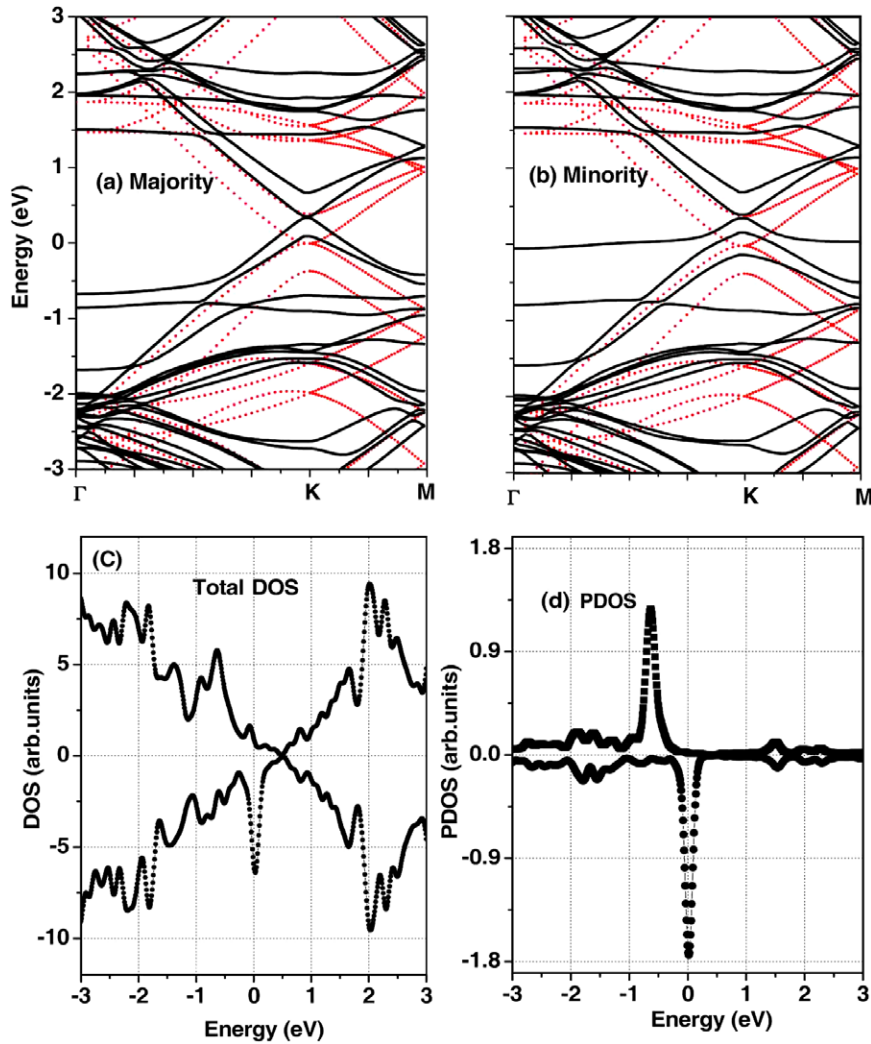 3
2
1
0
-1
-2
-3
Energy (eV)
(a) Majority
(b) Minority
Γ K M
Γ K M
(C)
Total DOS
10
5
0
-5
-10
DOS (arb.units)
-3 -2 -1 0 1 2 3
Energy (eV)
(d) PDOS
1.8
0.9
0.0
-0.9
-1.8
PDOS (arb.units)
-3 -2 -1 0 1 2 3
Energy (eV)